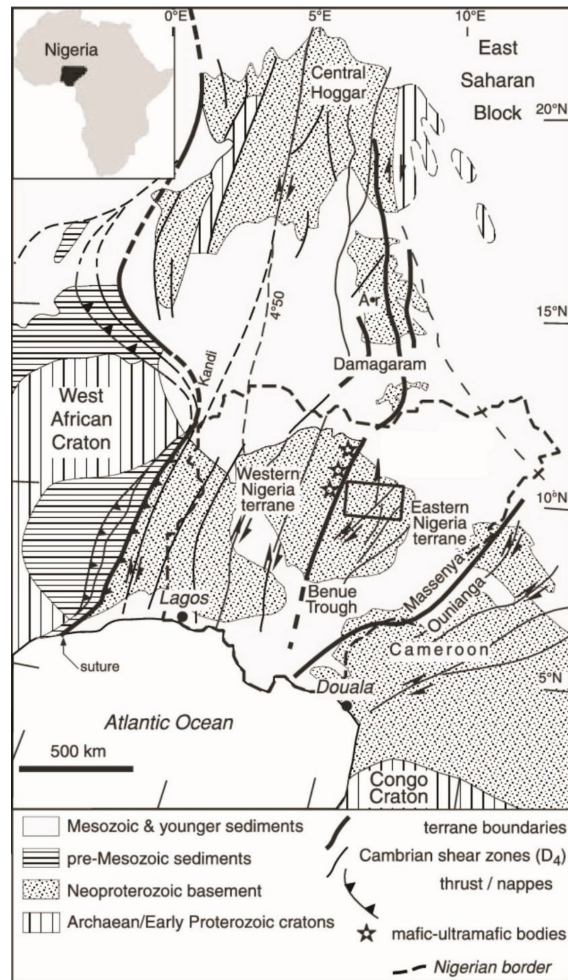 0°E
5°E
10°E
Nigeria
East
Saharan
Block
Central
Hoggar
20°N
4°50
15°N
Damagaram
Kandi
West
African
Craton
Western
Nigeria
terrane
10°N
Eastern
Nigeria
terrane
Benue
Trough
Massenya
Ounianga
Lagos
Cameroon
suture
Douala
5°N
Atlantic Ocean
500 km
Congo
Craton
Mesozoic & younger sediments
pre-Mesozoic sediments
Neoproterozoic basement
Archaean/Early Proterozoic cratons
terrane boundaries
Cambrian shear zones (D4)
thrust / nappes
mafic-ultramafic bodies
Nigerian border